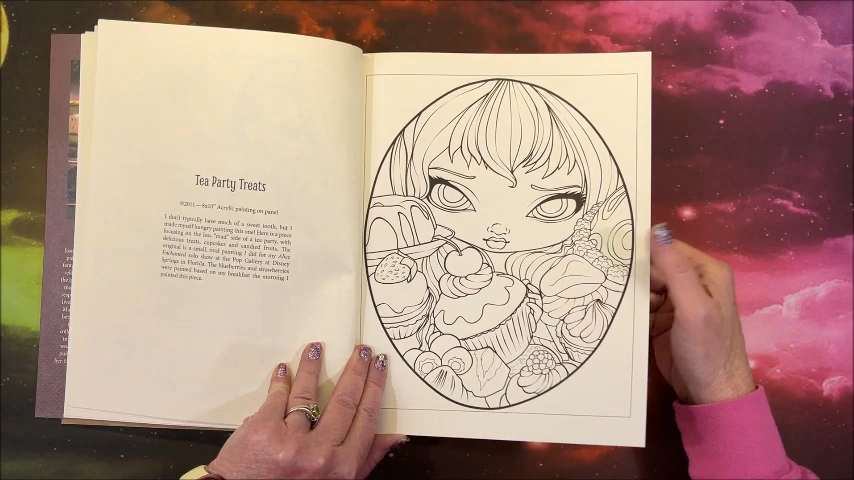 Tea Party Treats
©2011 — 8x10" Acrylic painting on panel
I don't typically have much of a sweet tooth, but I
made myself hungry painting this one! Here is a piece
focusing on the less "mad" side of a tea party, with
delicious treats, cupcakes and candied fruits. The
original is a small, oval painting I did for my Alice
Enchanted solo show at the Pop Gallery at Disney
Springs in Florida. The blueberries and strawberries
were painted based on my breakfast the morning I
painted this piece.